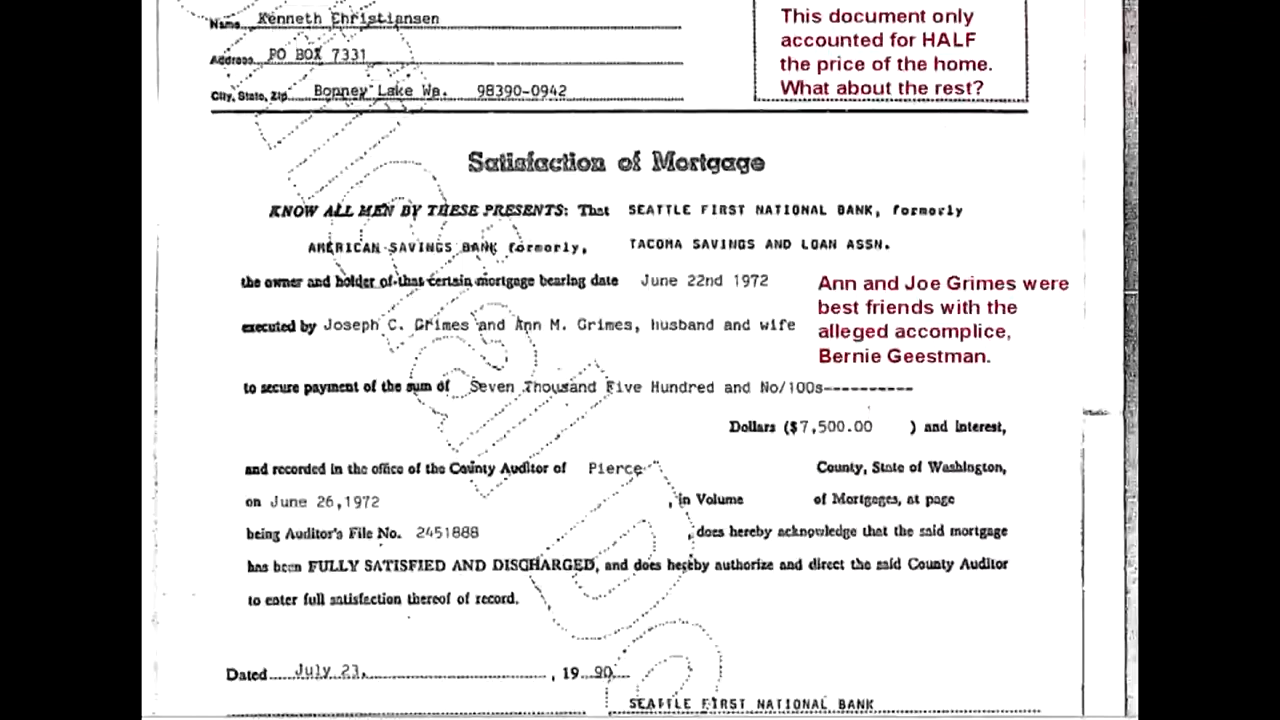 Name Kenneth Christiansen
Address PO BOX 7331
City, State, Zip Bonney Lake Wa. 98390-0942
This document only
accounted for HALF
the price of the home.
What about the rest?
Satisfaction of Mortgage
KNOW ALL MEN BY THESE PRESENTS: That SEATTLE FIRST NATIONAL BANK, formerly
AMERICAN SAVINGS BANK formerly, TACOMA SAVINGS AND LOAN ASSN.
the owner and holder of that certain mortgage bearing date June 22nd 1972
executed by Joseph C. Grimes and Ann M. Grimes, husband and wife
Ann and Joe Grimes were
best friends with the
alleged accomplice,
Bernie Geestman.
to secure payment of the sum of Seven Thousand Five Hundred and No/100s----------
Dollars ($7,500.00 ) and interest,
and recorded in the office of the County Auditor of Pierce County, State of Washington,
on June 26,1972 , in Volume of Mortgages, at page
being Auditor's File No. 2451888 , does hereby acknowledge that the said mortgage
has been FULLY SATISFIED AND DISCHARGED, and does hereby authorize and direct the said County Auditor
to enter full satisfaction thereof of record.
Dated July 23, , 19 90
SEATTLE FIRST NATIONAL BANK